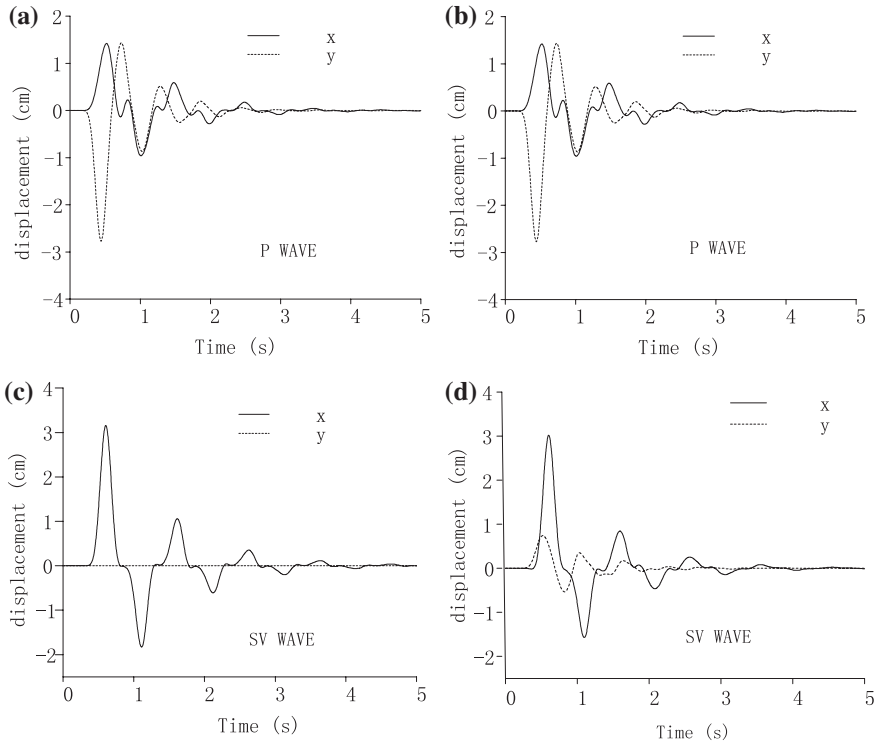 (a)
displacement (cm)
2
1
0
−1
−2
−3
−4
x
y
P WAVE
0 1 2 3 4 5
Time (s)
(b)
displacement (cm)
2
1
0
−1
−2
−3
−4
x
y
P WAVE
0 1 2 3 4 5
Time (s)
(c)
displacement (cm)
4
3
2
1
0
−1
−2
x
y
SV WAVE
0 1 2 3 4 5
Time (s)
(d)
displacement (cm)
4
3
2
1
0
−1
−2
x
y
SV WAVE
0 1 2 3 4 5
Time (s)